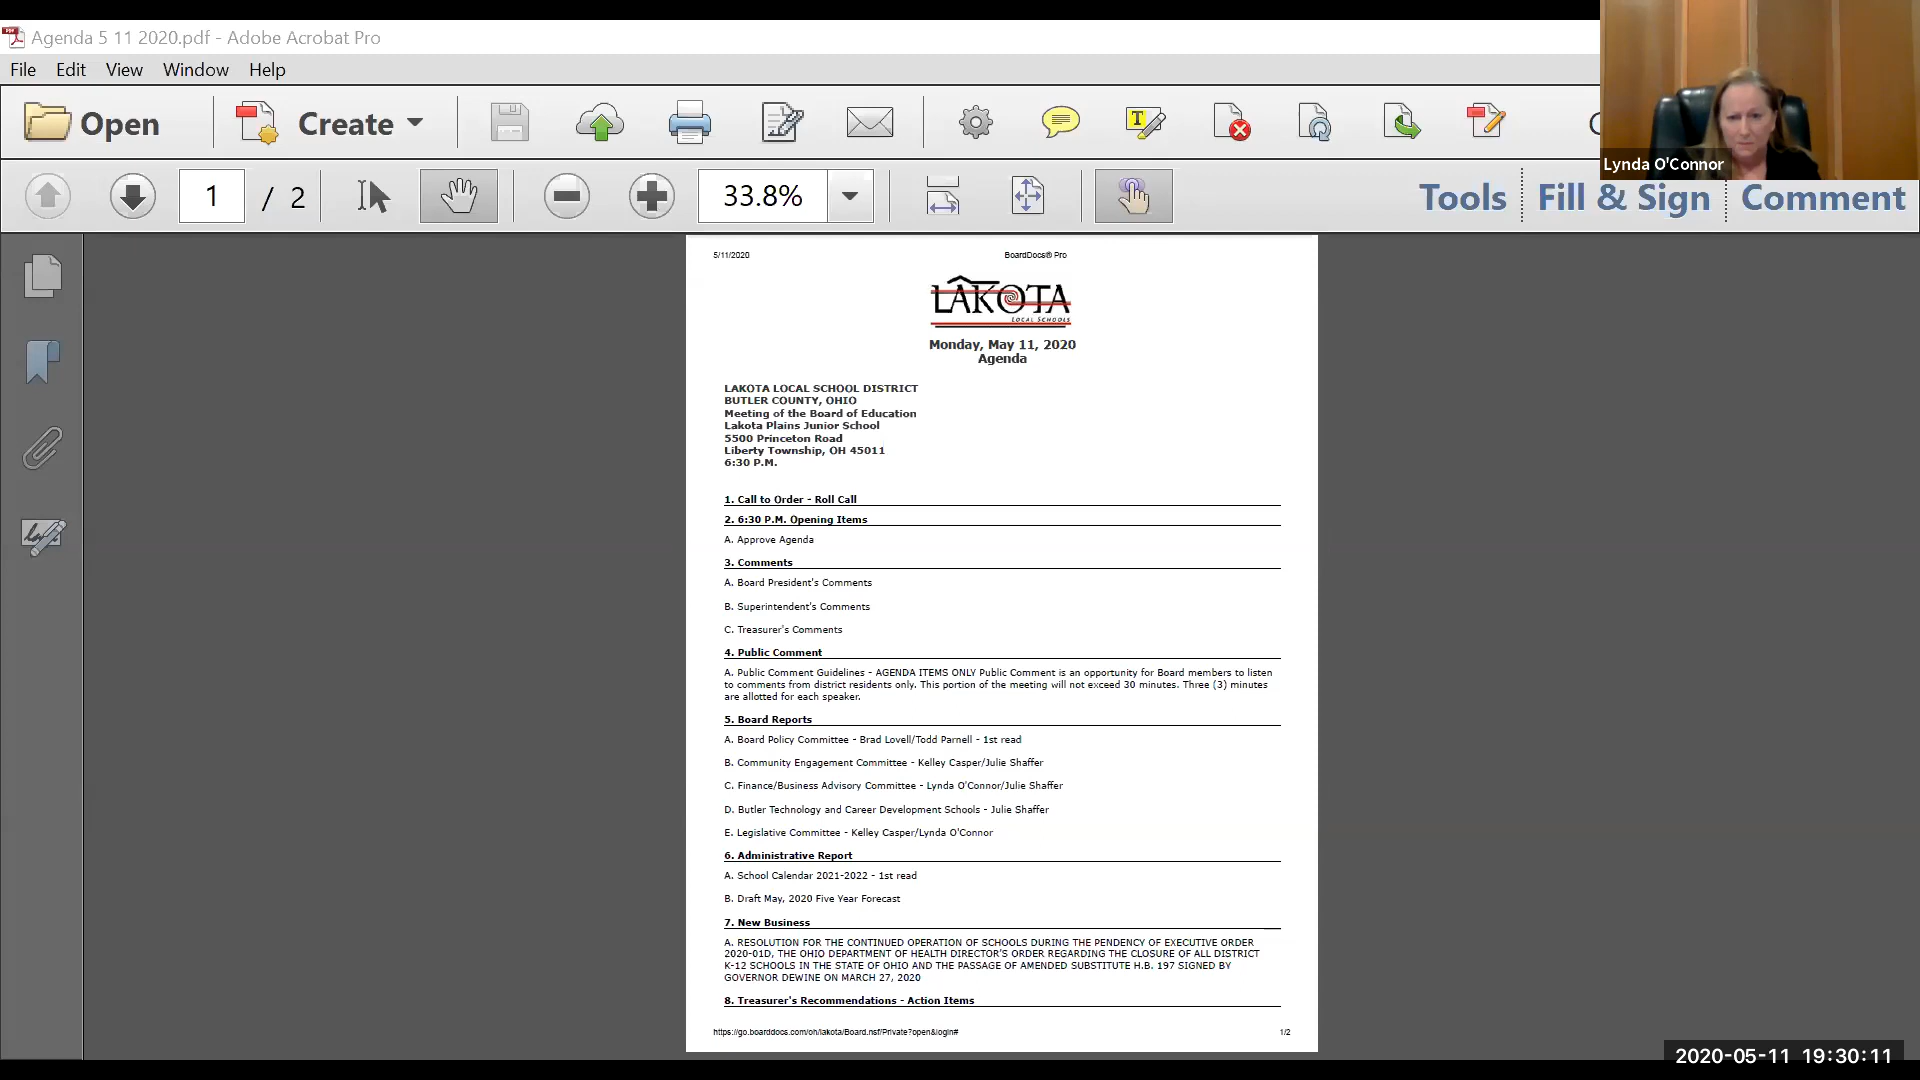 Agenda 5 11 2020.pdf - Adobe Acrobat Pro
File Edit View Window Help
Open Create
1 / 2 33.8% Tools Fill & Sign Comment
Lynda O'Connor
5/11/2020 BoardDocs® Pro
LAKOTA
LOCAL SCHOOLS
Monday, May 11, 2020
Agenda
LAKOTA LOCAL SCHOOL DISTRICT
BUTLER COUNTY, OHIO
Meeting of the Board of Education
Lakota Plains Junior School
5500 Princeton Road
Liberty Township, OH 45011
6:30 P.M.
1. Call to Order - Roll Call
2. 6:30 P.M. Opening Items
A. Approve Agenda
3. Comments
A. Board President's Comments
B. Superintendent's Comments
C. Treasurer's Comments
4. Public Comment
A. Public Comment Guidelines - AGENDA ITEMS ONLY Public Comment is an opportunity for Board members to listen
to comments from district residents only. This portion of the meeting will not exceed 30 minutes. Three (3) minutes
are allotted for each speaker.
5. Board Reports
A. Board Policy Committee - Brad Lovell/Todd Parnell - 1st read
B. Community Engagement Committee - Kelley Casper/Julie Shaffer
C. Finance/Business Advisory Committee - Lynda O'Connor/Julie Shaffer
D. Butler Technology and Career Development Schools - Julie Shaffer
E. Legislative Committee - Kelley Casper/Lynda O'Connor
6. Administrative Report
A. School Calendar 2021-2022 - 1st read
B. Draft May, 2020 Five Year Forecast
7. New Business
A. RESOLUTION FOR THE CONTINUED OPERATION OF SCHOOLS DURING THE PENDENCY OF EXECUTIVE ORDER
2020-01D, THE OHIO DEPARTMENT OF HEALTH DIRECTOR'S ORDER REGARDING THE CLOSURE OF ALL DISTRICT
K-12 SCHOOLS IN THE STATE OF OHIO AND THE PASSAGE OF AMENDED SUBSTITUTE H.B. 197 SIGNED BY
GOVERNOR DEWINE ON MARCH 27, 2020
8. Treasurer's Recommendations - Action Items
https://go.boarddocs.com/oh/lakota/Board.nsf/Private?open&login# 1/2
2020-05-11 19:30:11